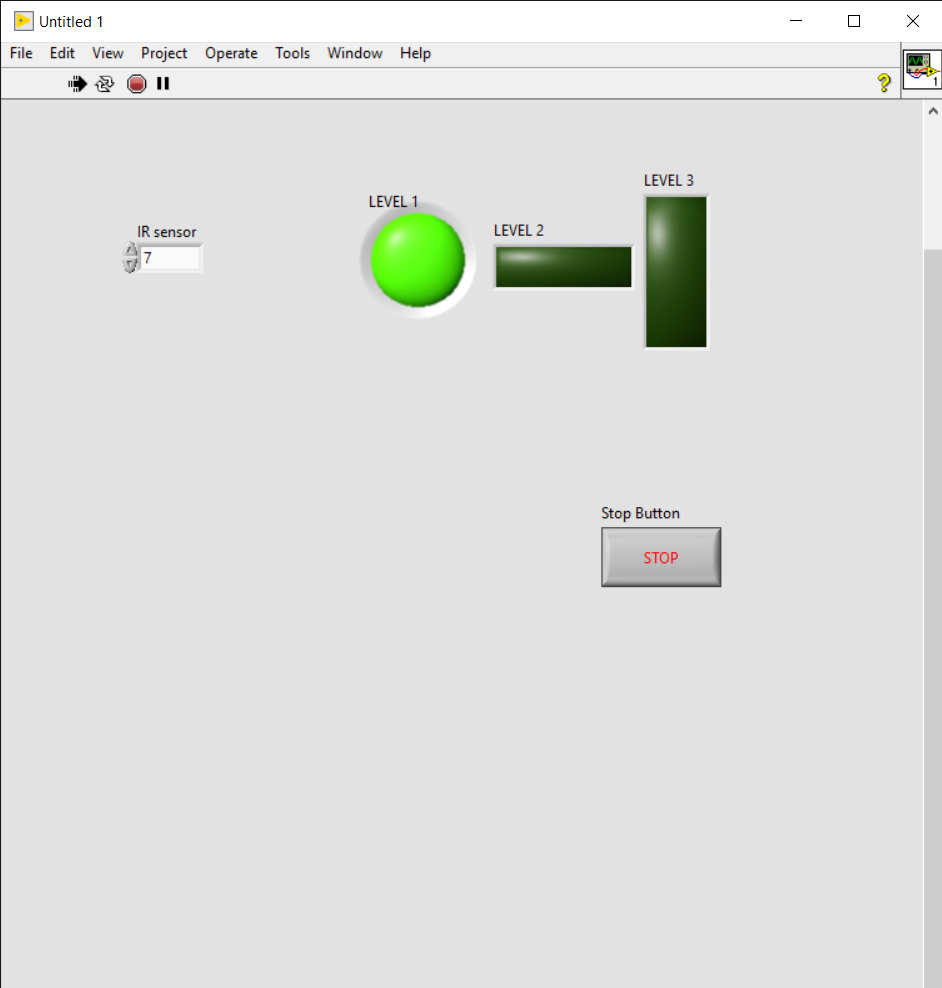 Untitled 1
File Edit View Project Operate Tools Window Help
?
1
LEVEL 3
LEVEL 1
LEVEL 2
IR sensor
7
Stop Button
STOP